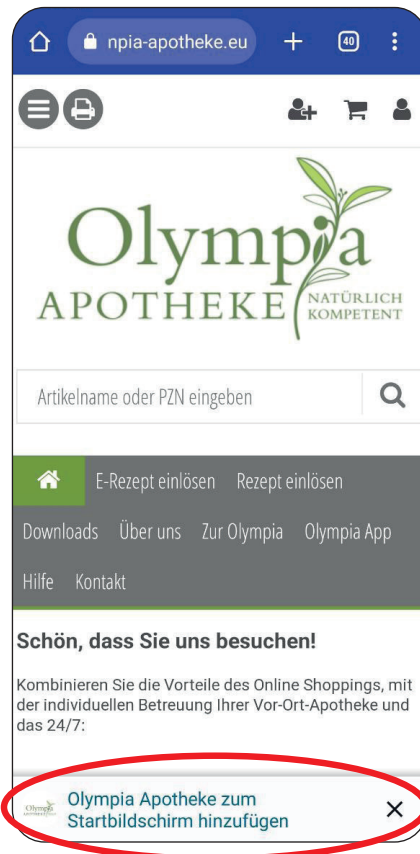 npia-apotheke.eu
40
Olympia
APOTHEKE
NATÜRLICH
KOMPETENT
Artikelname oder PZN eingeben
E-Rezept einlösen Rezept einlösen
Downloads Über uns Zur Olympia Olympia App
Hilfe Kontakt
Schön, dass Sie uns besuchen!
Kombinieren Sie die Vorteile des Online Shoppings, mit
der individuellen Betreuung Ihrer Vor-Ort-Apotheke und
das 24/7:
Olympia Apotheke zum
Startbildschirm hinzufügen